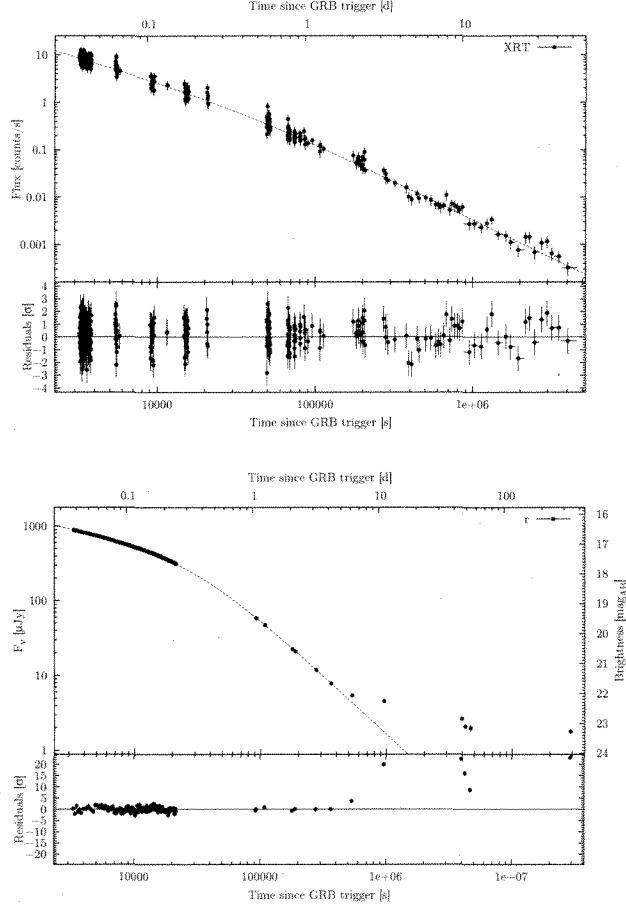 Time since GRB trigger [d]
0.1 1 10
XRT
10
1
0.1
0.01
0.001
Flux [counts/s]
4
3
2
1
0
−1
−2
−3
−4
Residuals [σ]
10000 100000 1e+06
Time since GRB trigger [s]
Time since GRB trigger [d]
0.1 1 10 100
r
1000
100
10
1
F_ν [μJy]
16
17
18
19
20
21
22
23
24
Brightness [mag_AB]
20
15
10
5
0
−5
−10
−15
−20
Residuals [σ]
10000 100000 1e+06 1e+07
Time since GRB trigger [s]